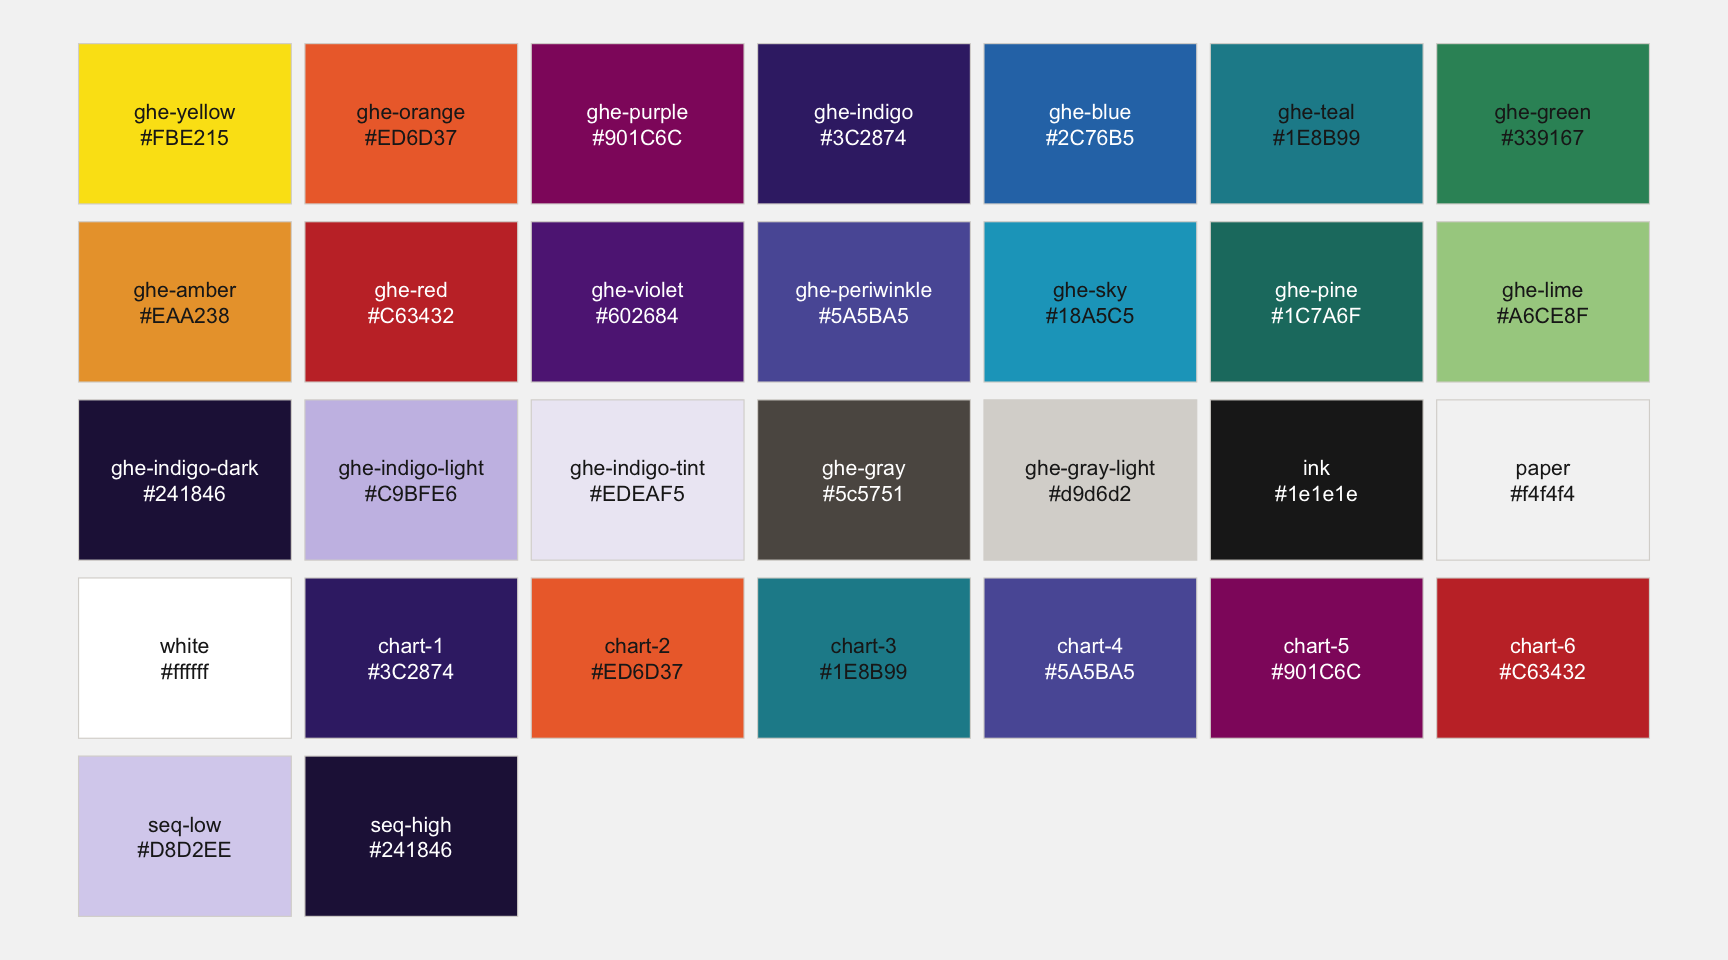 ghe-yellow
#FBE215
ghe-orange
#ED6D37
ghe-purple
#901C6C
ghe-indigo
#3C2874
ghe-blue
#2C76B5
ghe-teal
#1E8B99
ghe-green
#339167
ghe-amber
#EAA238
ghe-red
#C63432
ghe-violet
#602684
ghe-periwinkle
#5A5BA5
ghe-sky
#18A5C5
ghe-pine
#1C7A6F
ghe-lime
#A6CE8F
ghe-indigo-dark
#241846
ghe-indigo-light
#C9BFE6
ghe-indigo-tint
#EDEAF5
ghe-gray
#5c5751
ghe-gray-light
#d9d6d2
ink
#1e1e1e
paper
#f4f4f4
white
#ffffff
chart-1
#3C2874
chart-2
#ED6D37
chart-3
#1E8B99
chart-4
#5A5BA5
chart-5
#901C6C
chart-6
#C63432
seq-low
#D8D2EE
seq-high
#241846